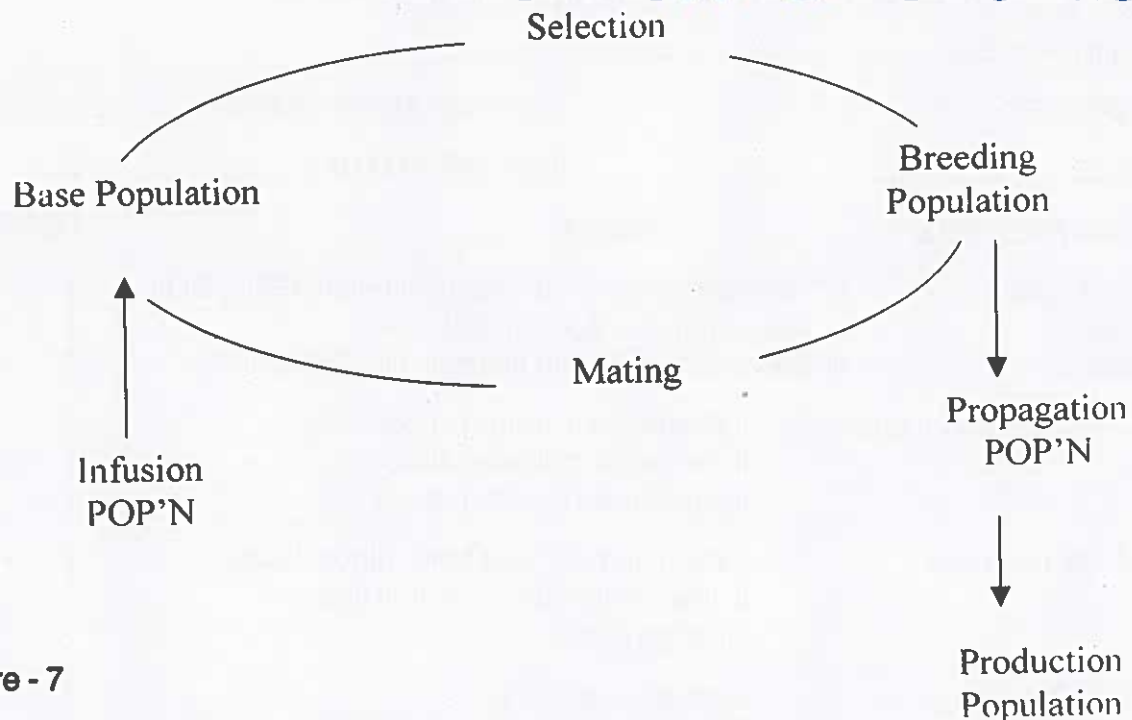 Selection
Breeding
Population
Base Population
Mating
Propagation
POP'N
Infusion
POP'N
Production
Population
re - 7